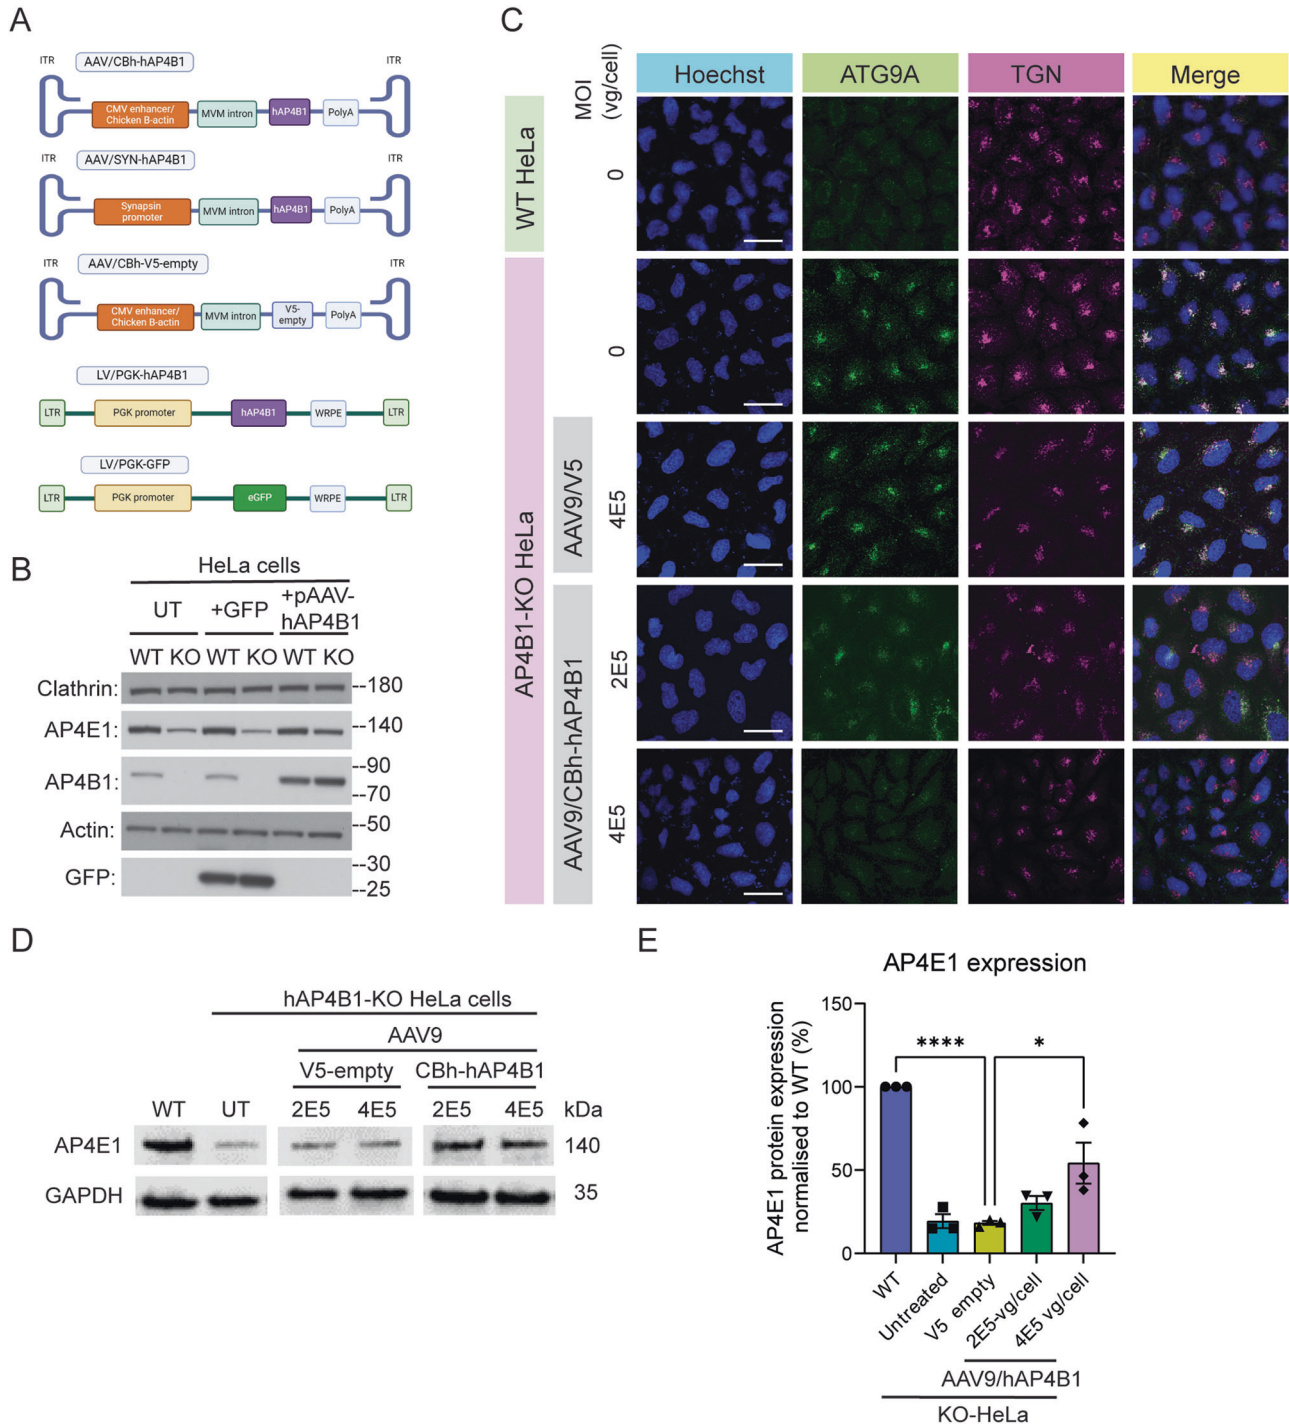 A
ITR
AAV/CBh-hAP4B1
ITR
CMV enhancer/
Chicken B-actin
MVM intron
hAP4B1
PolyA
ITR
AAV/SYN-hAP4B1
ITR
Synapsin
promoter
MVM intron
hAP4B1
PolyA
ITR
AAV/CBh-V5-empty
ITR
CMV enhancer/
Chicken B-actin
MVM intron
V5-
empty
PolyA
LV/PGK-hAP4B1
LTR
PGK promoter
hAP4B1
WRPE
LTR
LV/PGK-GFP
LTR
PGK promoter
eGFP
WRPE
LTR
B
HeLa cells
UT
+GFP
+pAAV-
hAP4B1
WT KO WT KO WT KO
Clathrin:
--180
AP4E1:
--140
AP4B1:
--90
--70
Actin:
--50
GFP:
--30
--25
C
MOI
(vg/cell)
Hoechst
ATG9A
TGN
Merge
WT HeLa
0
AP4B1-KO HeLa
0
AAV9/V5
4E5
AAV9/CBh-hAP4B1
2E5
4E5
D
hAP4B1-KO HeLa cells
AAV9
V5-empty
CBh-hAP4B1
WT UT 2E5 4E5 2E5 4E5 kDa
AP4E1
140
GAPDH
35
E
AP4E1 expression
AP4E1 protein expression
normalised to WT (%)
150
100
50
0
****
*
WT
Untreated
V5 empty
2E5-vg/cell
4E5 vg/cell
AAV9/hAP4B1
KO-HeLa